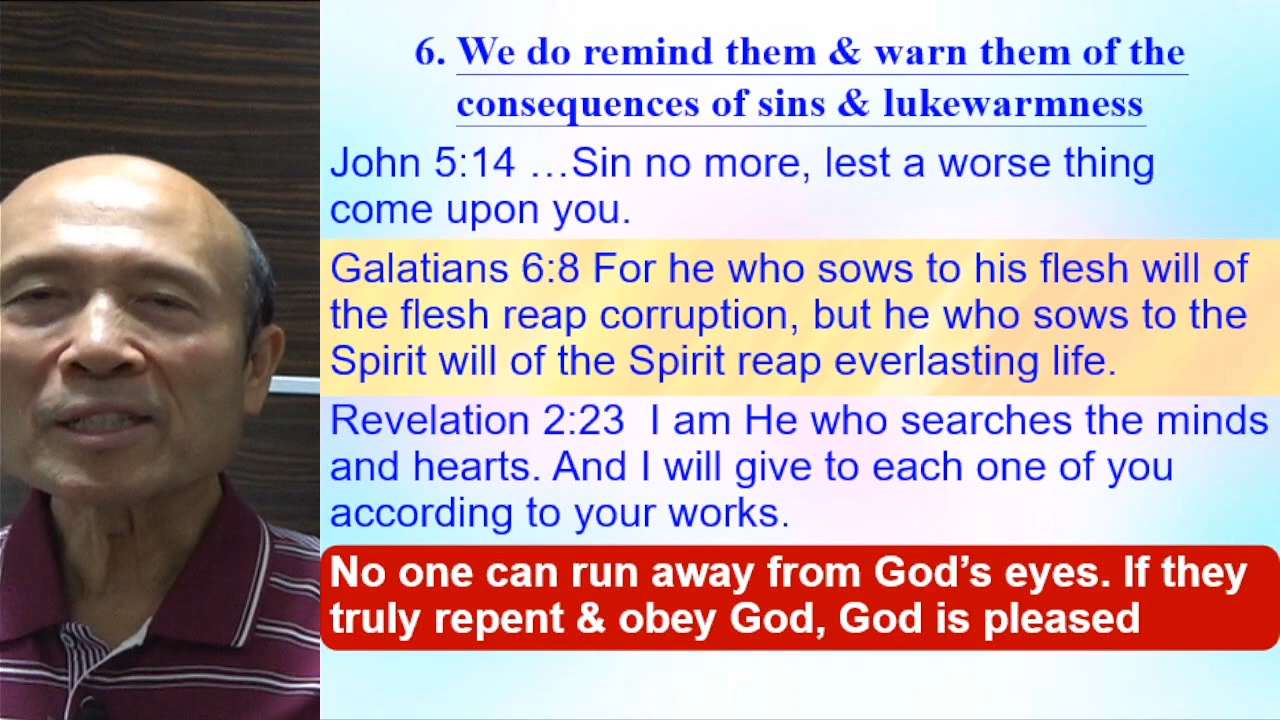 6. We do remind them & warn them of the
consequences of sins & lukewarmness
John 5:14 …Sin no more, lest a worse thing
come upon you.
Galatians 6:8 For he who sows to his flesh will of
the flesh reap corruption, but he who sows to the
Spirit will of the Spirit reap everlasting life.
Revelation 2:23  I am He who searches the minds
and hearts. And I will give to each one of you
according to your works.
No one can run away from God’s eyes. If they
truly repent & obey God, God is pleased